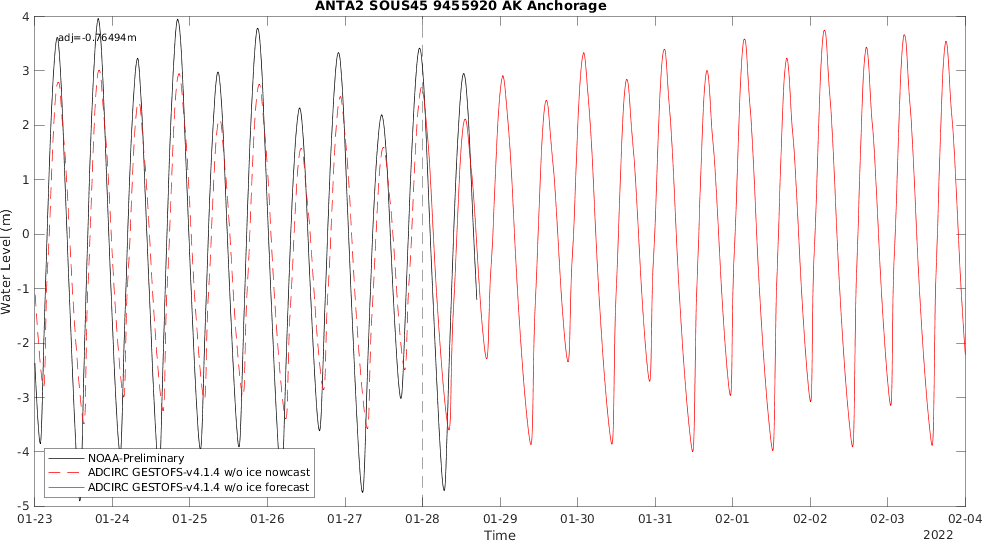 ANTA2 SOUS45 9455920 AK Anchorage
adj=-0.76494m
4
3
2
1
0
-1
-2
-3
-4
-5
Water Level (m)
NOAA-Preliminary
ADCIRC GESTOFS-v4.1.4 w/o ice nowcast
ADCIRC GESTOFS-v4.1.4 w/o ice forecast
01-23 01-24 01-25 01-26 01-27 01-28 01-29 01-30 01-31 02-01 02-02 02-03 02-04
Time
2022